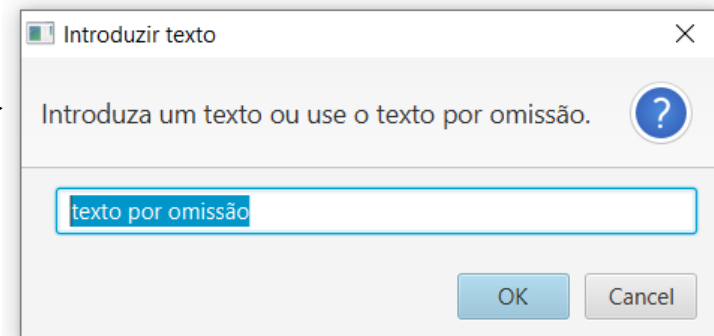 Introduzir texto
Introduza um texto ou use o texto por omissão.
?
texto por omissão
OK Cancel